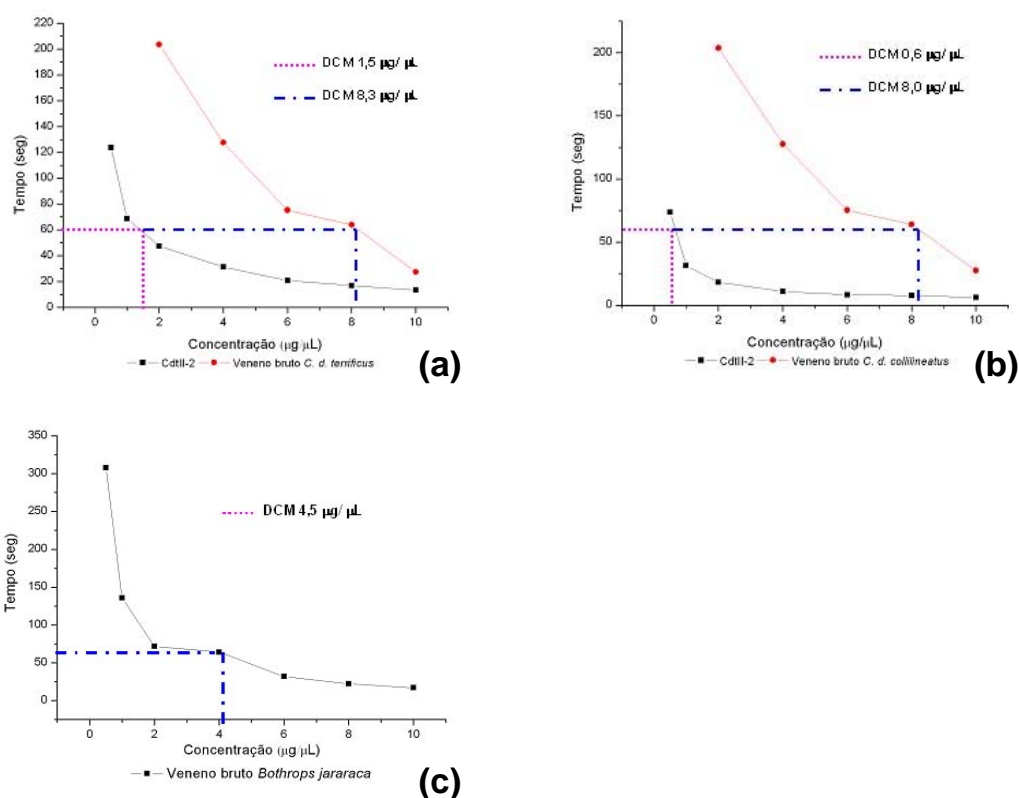 220
200
180
160
140
120
100
80
60
40
20
0
Tempo (seg)
DCM 1,5 µg/ µL
DCM 8,3 µg/ µL
0 2 4 6 8 10
Concentração (µg/µL)
CdtII-2 Veneno bruto C. d. terrificus
(a)
200
150
100
50
0
Tempo (seg)
DCM 0,6 µg/ µL
DCM 8,0 µg/ µL
0 2 4 6 8 10
Concentração (µg/µL)
CdtII-2 Veneno bruto C. d. collilineatus
(b)
350
300
250
200
150
100
50
0
Tempo (seg)
DCM 4,5 µg/ µL
0 2 4 6 8 10
Concentração (µg/µL)
Veneno bruto Bothrops jararaca
(c)